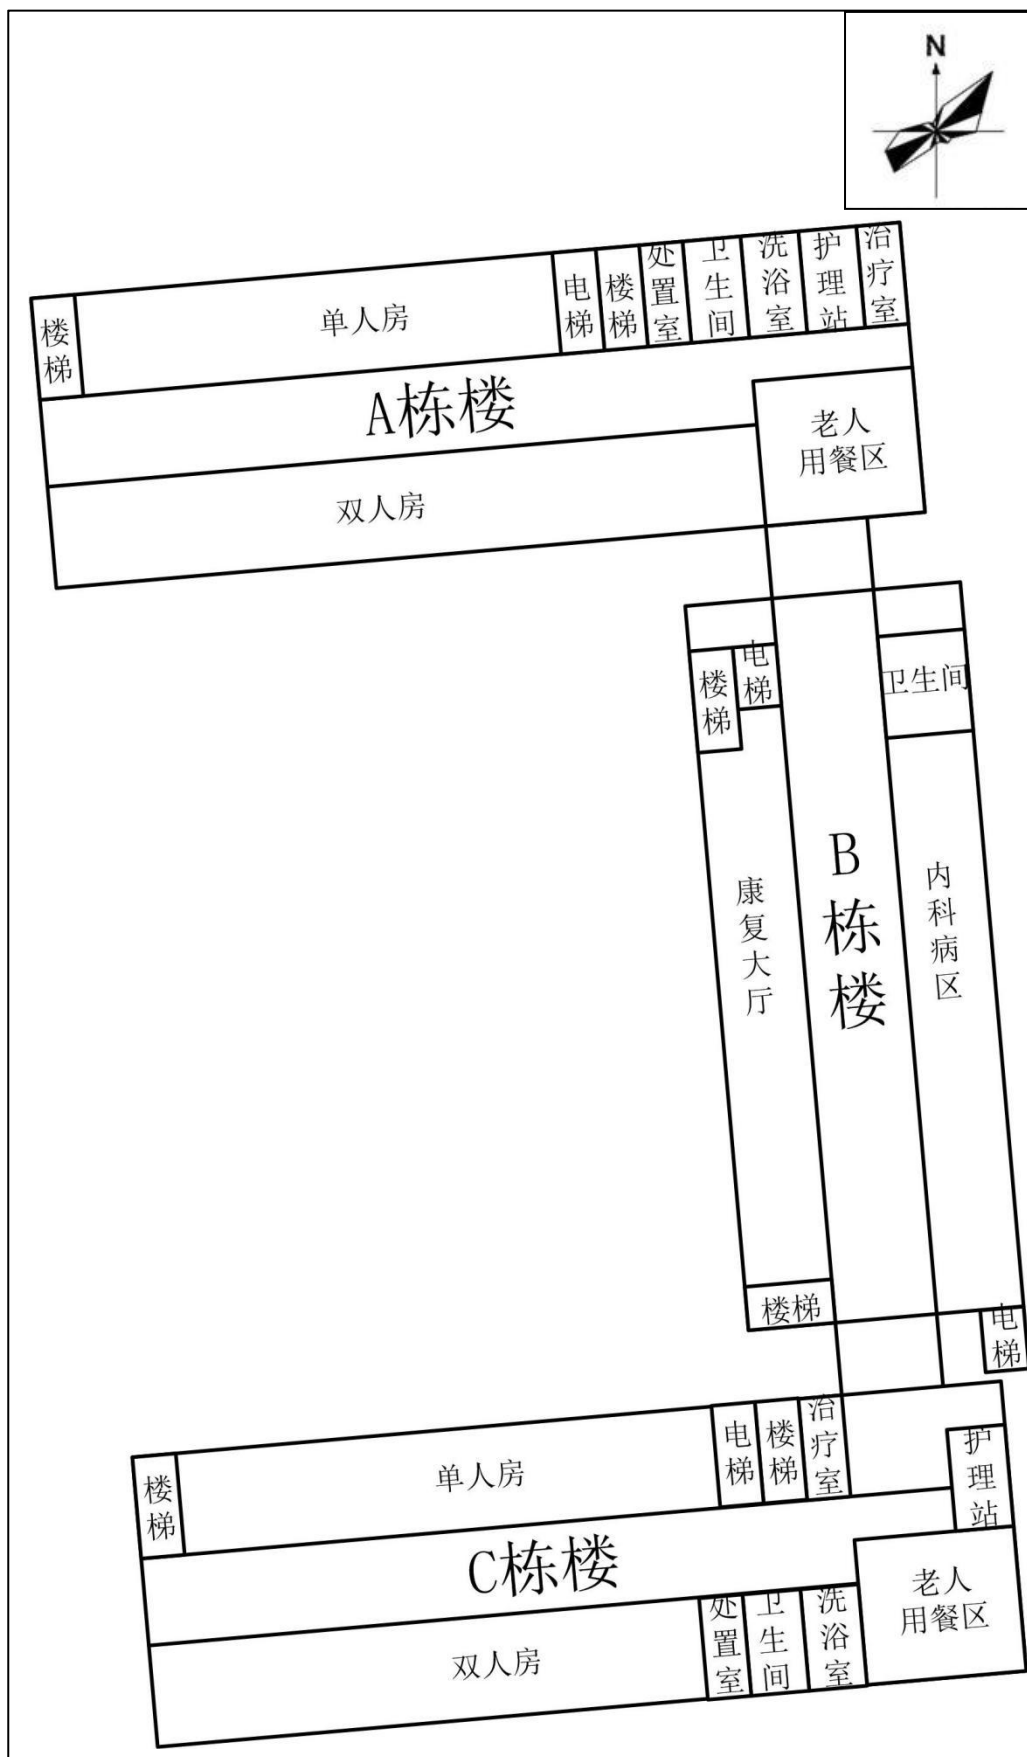 N
楼梯
单人房
电梯
楼梯
处置室
卫生间
洗浴室
护理站
治疗室
A栋楼
老人
用餐区
双人房
楼梯
电梯
卫生间
B栋楼
康复大厅
内科病区
楼梯
电梯
楼梯
单人房
电梯
楼梯
治疗室
护理站
C栋楼
老人
用餐区
双人房
处置室
卫生间
洗浴室